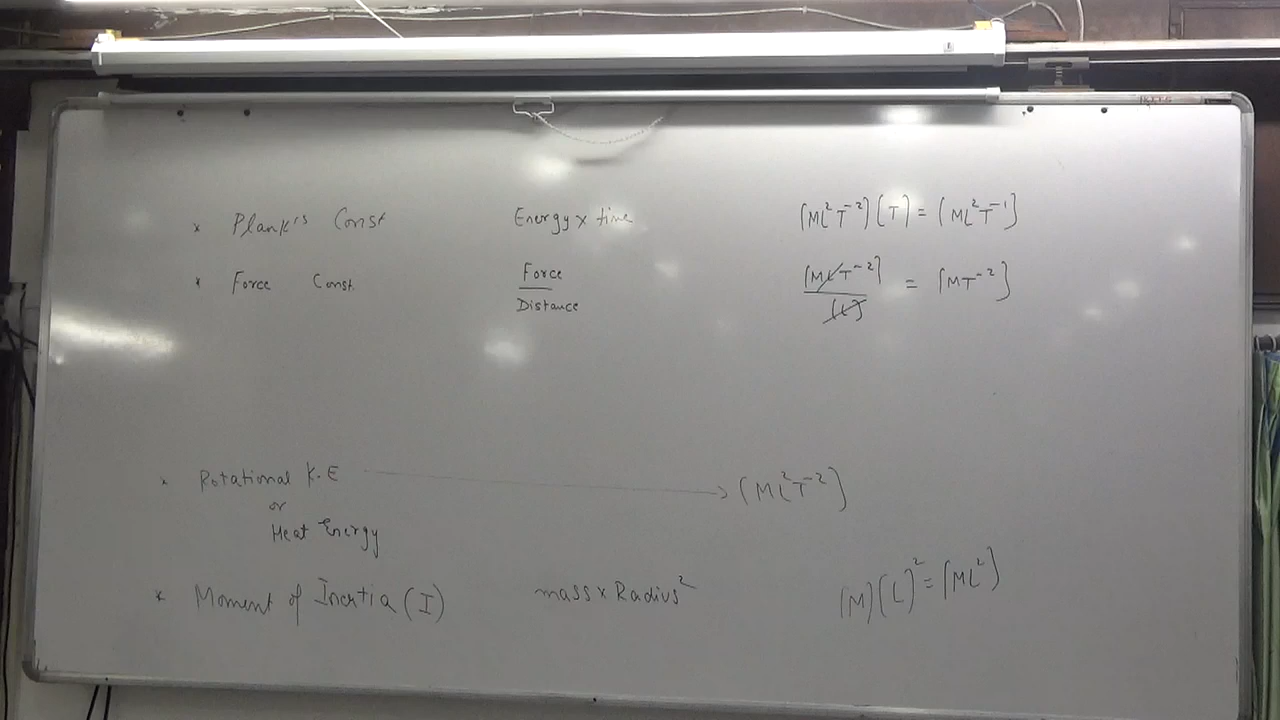 * Plank's Const Energy × time [ML²T⁻²][T] = [ML²T⁻¹]
* Force Const. Force / Distance [MLT⁻²] / [L] = [MT⁻²]
* Rotational K.E → [ML²T⁻²]
or
Heat Energy
* Moment of Inertia (I) mass × Radius² [M][L]² = [ML²]